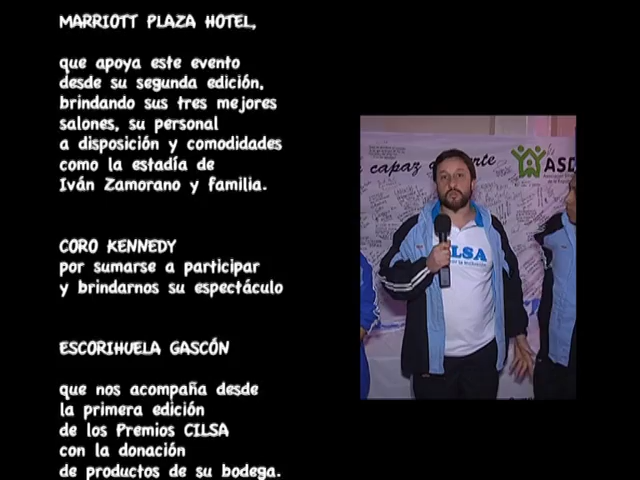 MARRIOTT PLAZA HOTEL,
que apoya este evento
desde su segunda edición,
brindando sus tres mejores
salones, su personal
a disposición y comodidades
como la estadía de
Iván Zamorano y familia.
CORO KENNEDY
por sumarse a participar
y brindarnos su espectáculo
ESCORIHUELA GASCÓN
que nos acompaña desde
la primera edición
de los Premios CILSA
con la donación
de productos de su bodega.
capaz
ASD
LSA